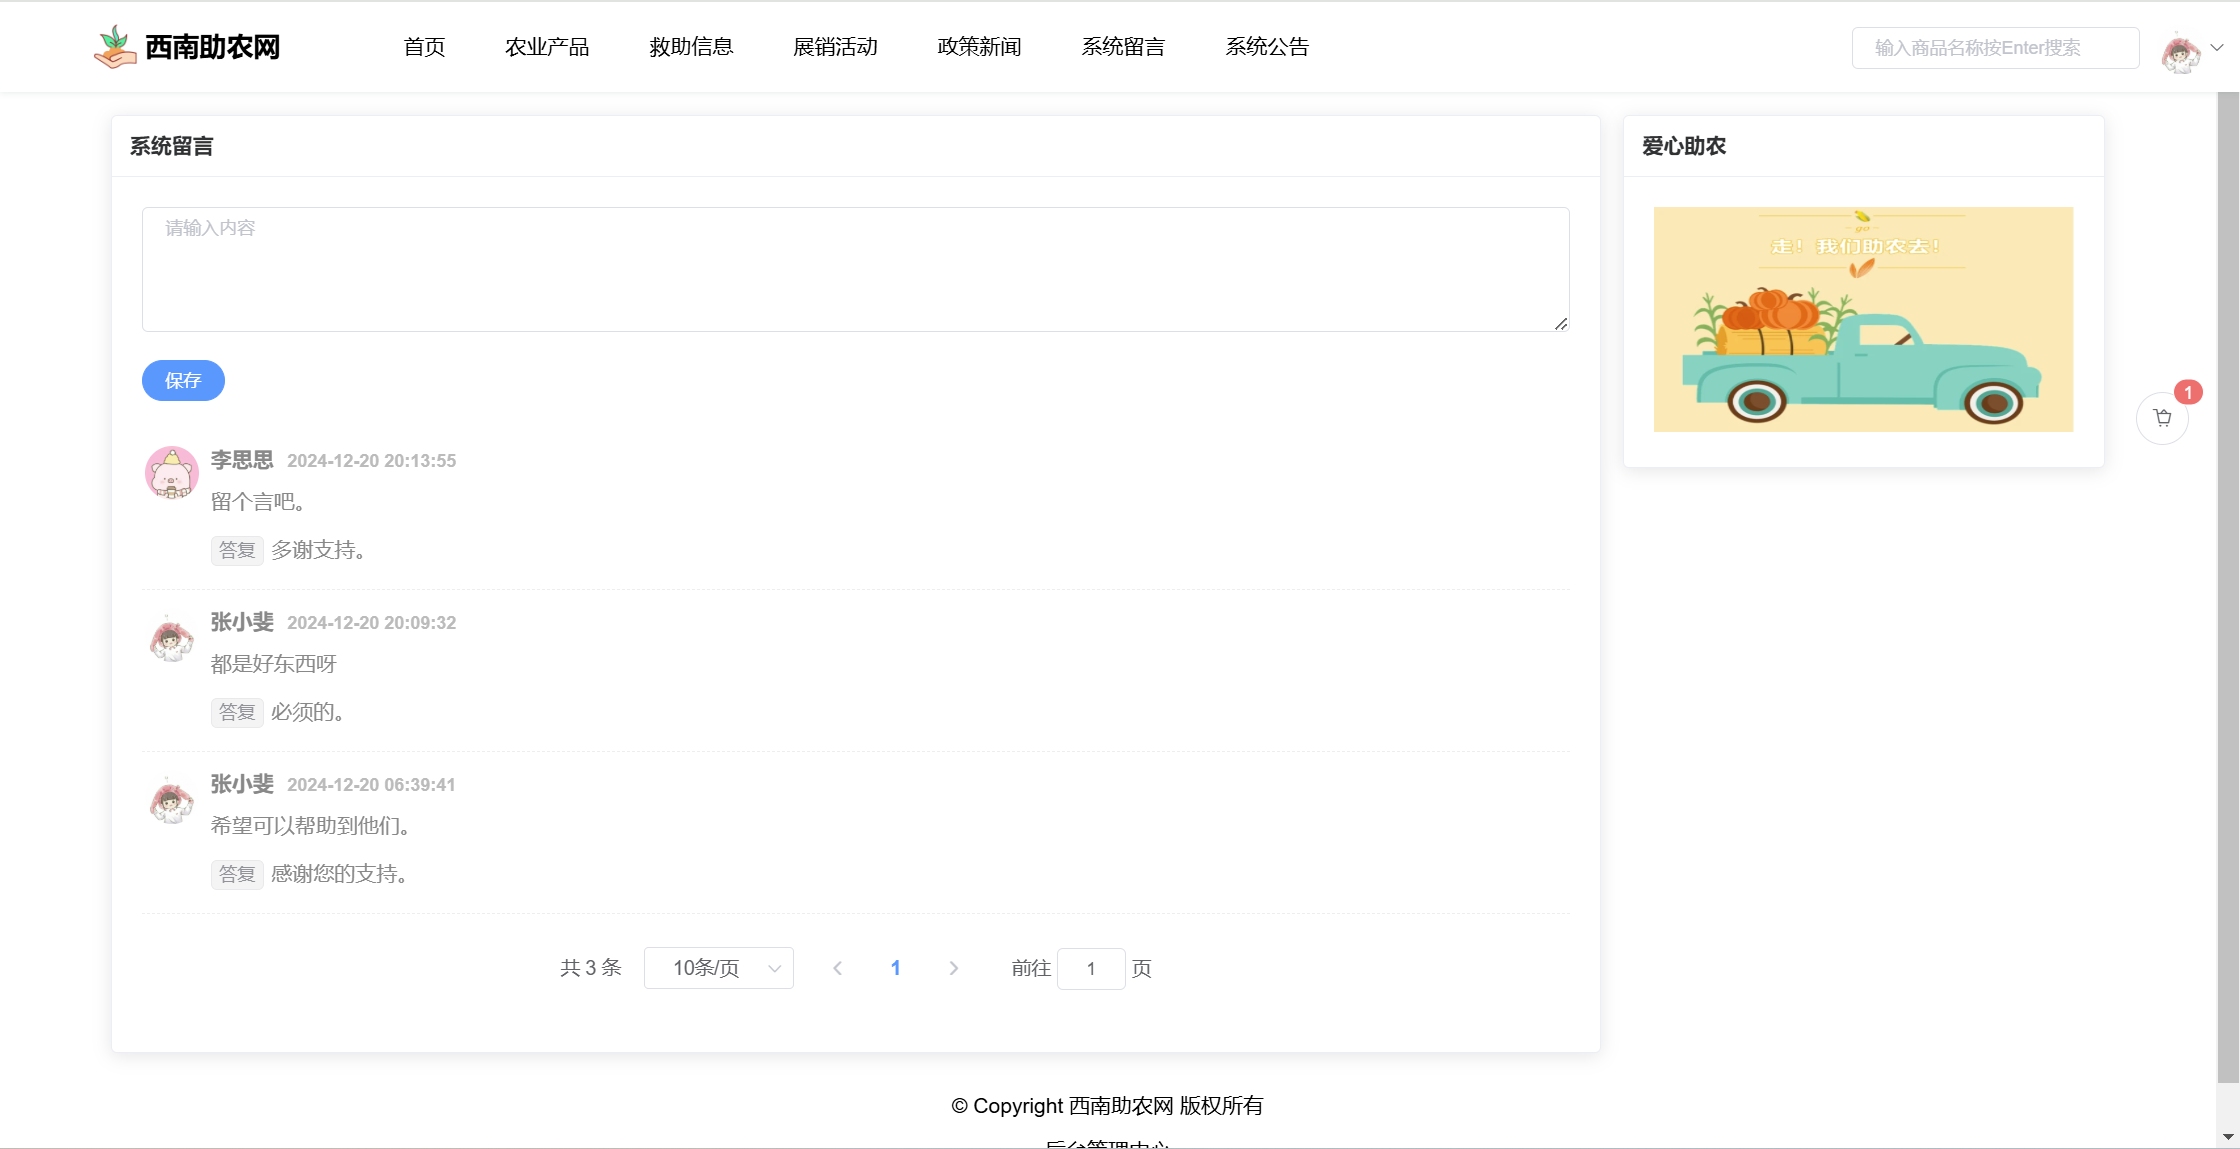 西南助农网
首页 农业产品 救助信息 展销活动 政策新闻 系统留言 系统公告
输入商品名称按Enter搜索
系统留言
请输入内容
保存
李思思 2024-12-20 20:13:55
留个言吧。
答复 多谢支持。
张小斐 2024-12-20 20:09:32
都是好东西呀
答复 必须的。
张小斐 2024-12-20 06:39:41
希望可以帮助到他们。
答复 感谢您的支持。
共 3 条 10条/页 1 前往 1 页
爱心助农
go
走！我们助农去！
1
© Copyright 西南助农网 版权所有
后台管理中心